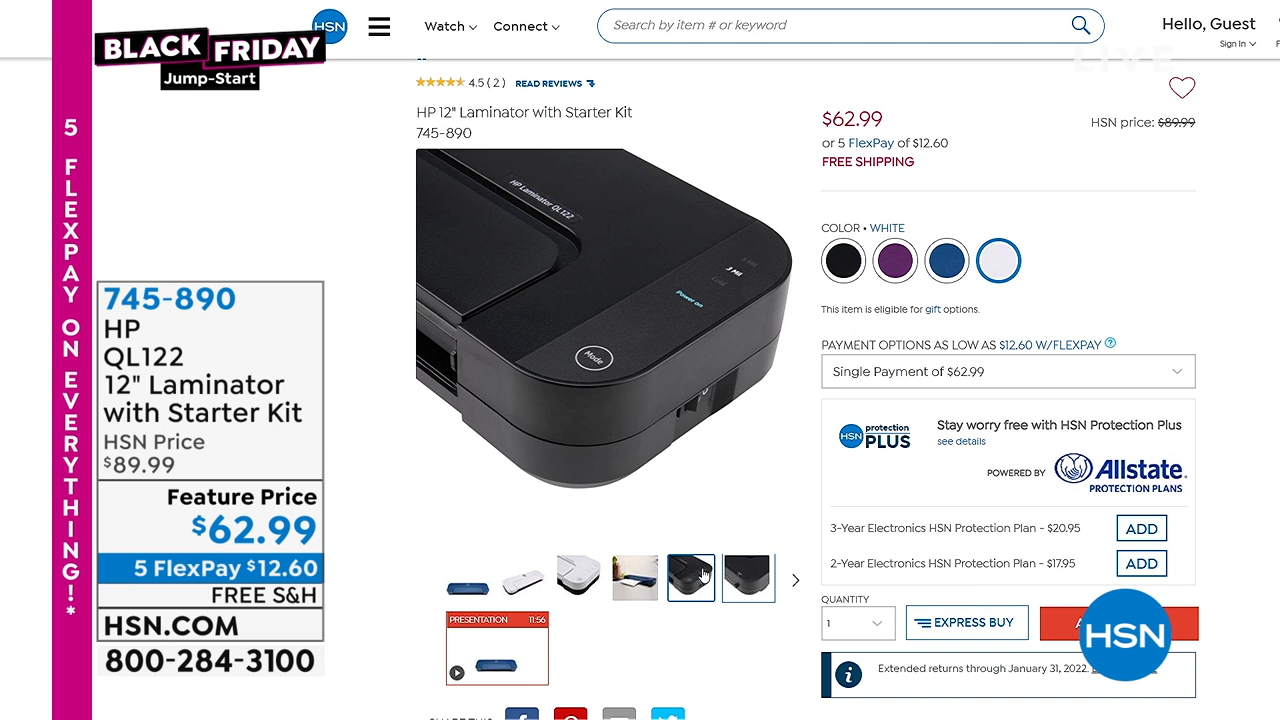 BLACK FRIDAY
Jump-Start
HSN
Watch
Connect
Search by item # or keyword
Hello, Guest
Sign In
LIVE
5 FLEXPAY ON EVERYTHING!*
4.5 ( 2 ) READ REVIEWS
HP 12" Laminator with Starter Kit
745-890
$62.99
HSN price: $89.99
or 5 FlexPay of $12.60
FREE SHIPPING
HP Laminator QL122
3 Mil
Power on
Mode
COLOR • WHITE
This item is eligible for gift options.
PAYMENT OPTIONS AS LOW AS $12.60 W/FLEXPAY ?
Single Payment of $62.99
HSN protection PLUS
Stay worry free with HSN Protection Plus
see details
POWERED BY Allstate
PROTECTION PLANS
3-Year Electronics HSN Protection Plan - $20.95 ADD
2-Year Electronics HSN Protection Plan - $17.95 ADD
QUANTITY
1
EXPRESS BUY
HSN
Extended returns through January 31, 2022.
PRESENTATION 11:56
745-890
HP
QL122
12" Laminator
with Starter Kit
HSN Price
$89.99
Feature Price
$62.99
5 FlexPay $12.60
FREE S&H
HSN.COM
800-284-3100